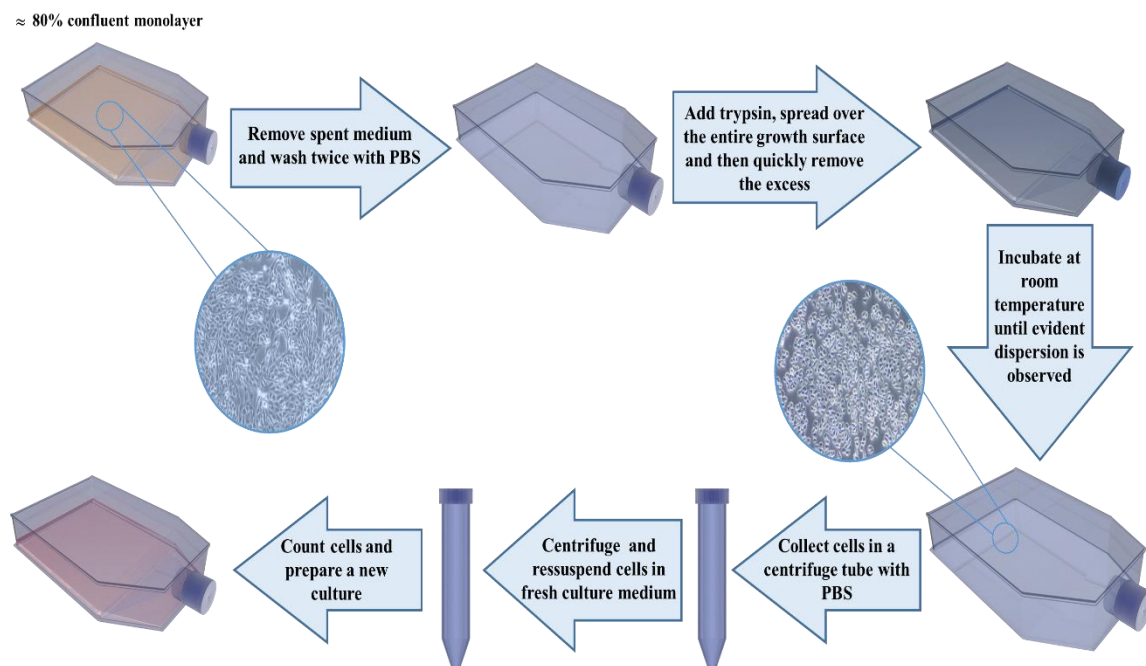 ≈ 80% confluent monolayer
Remove spent medium
and wash twice with PBS
Add trypsin, spread over
the entire growth surface
and then quickly remove
the excess
Incubate at
room
temperature
until evident
dispersion is
observed
Collect cells in a
centrifuge tube with
PBS
Centrifuge and
ressuspend cells in
fresh culture medium
Count cells and
prepare a new
culture